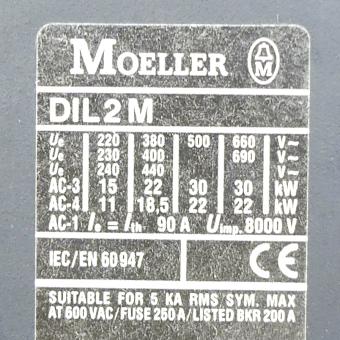 MOELLER M
DIL2M
Ue 220 380 500 660 V~
Ue 230 400 690 V~
Ue 240 440 V~
AC-3 15 22 30 30 kW
AC-4 11 18,5 22 22 kW
AC-1 Ie = Ith 90 A Uimp. 8000 V
IEC/EN 60947 CE
SUITABLE FOR 5 KA RMS SYM. MAX
AT 600 VAC/FUSE 250 A/LISTED BKR 200 A